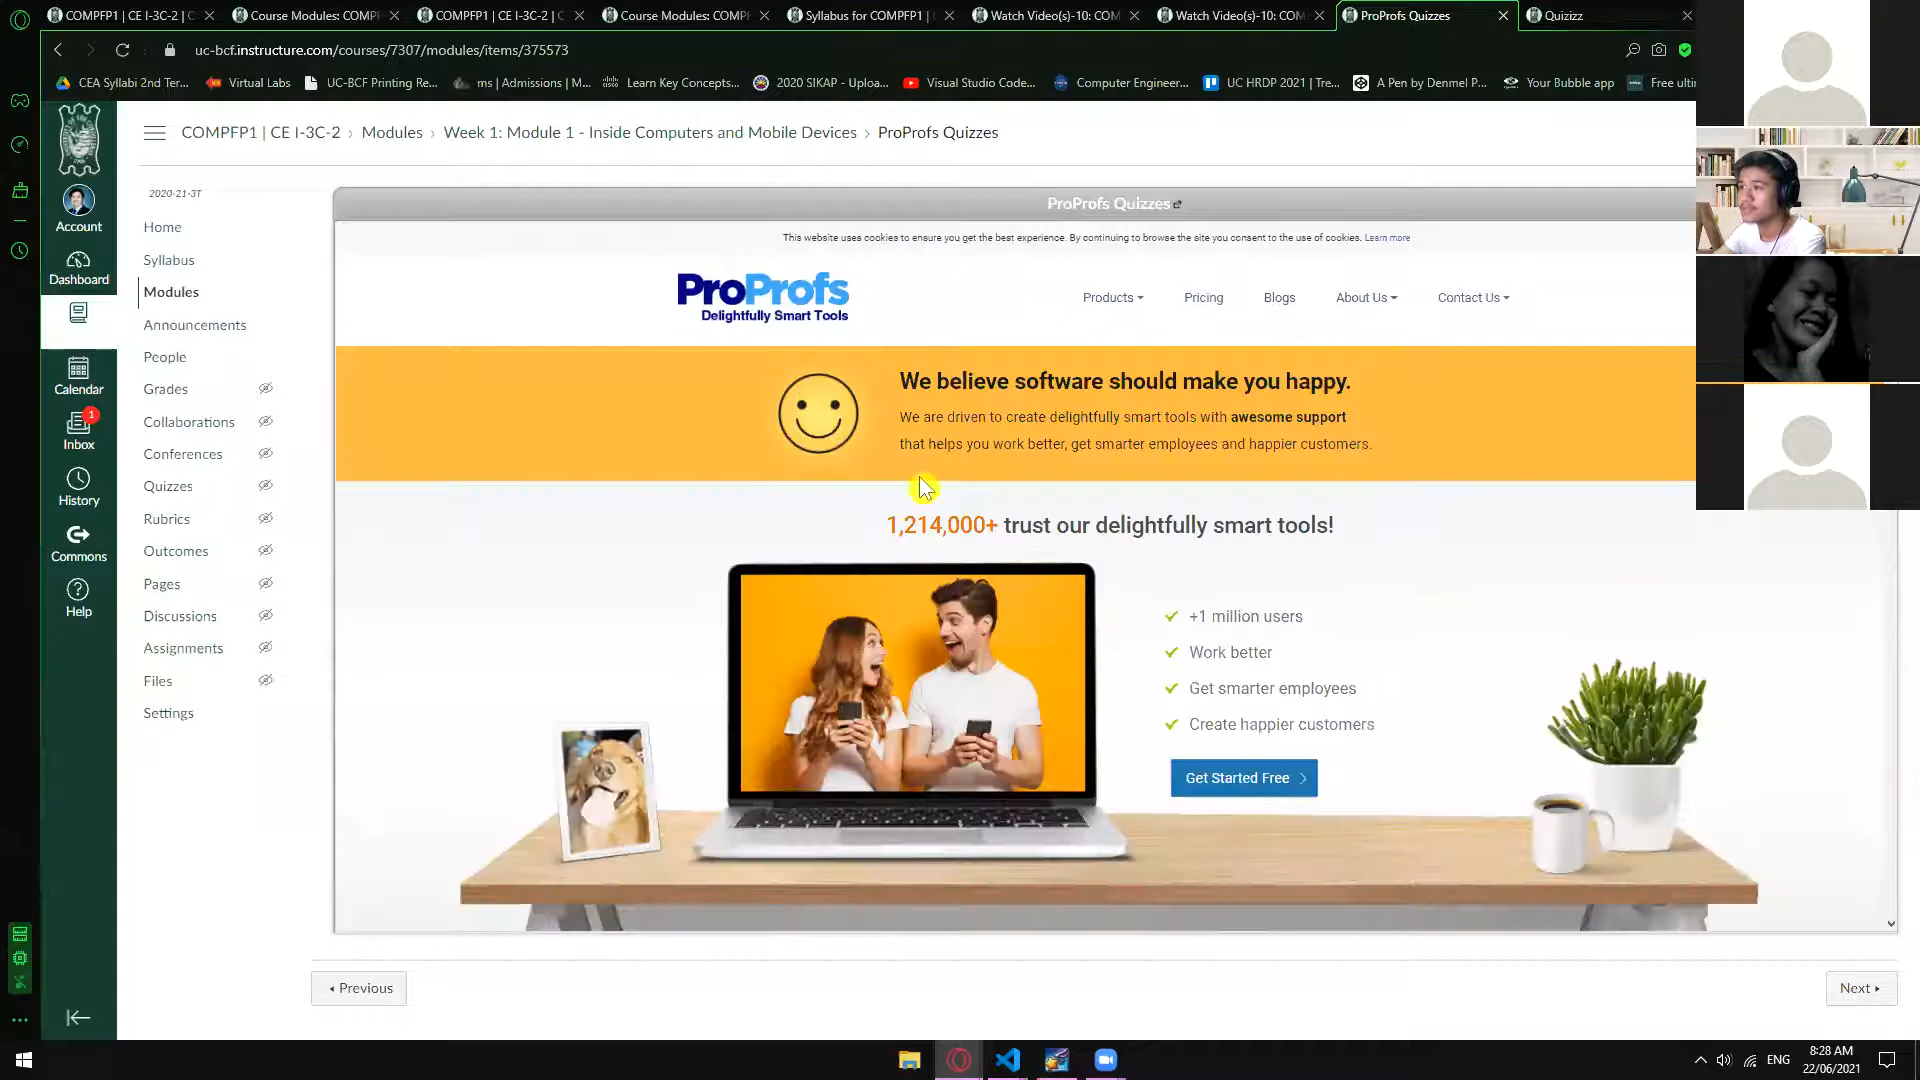 COMPFP1 | CE I-3C-2 |
Course Modules: COMPF
COMPFP1 | CE I-3C-2 |
Course Modules: COMPF
Syllabus for COMPFP1 |
Watch Video(s)-10: COM
Watch Video(s)-10: COM
ProProfs Quizzes
Quizizz
uc-bcf.instructure.com/courses/7307/modules/items/375573
CEA Syllabi 2nd Ter...
Virtual Labs
UC-BCF Printing Re...
ms | Admissions | M...
Learn Key Concepts...
2020 SIKAP - Uploa...
Visual Studio Code...
Computer Engineer...
UC HRDP 2021 | Tre...
A Pen by Denmel P...
Your Bubble app
Free ulti
COMPFP1 | CE I-3C-2 › Modules › Week 1: Module 1 - Inside Computers and Mobile Devices › ProProfs Quizzes
Account
Dashboard
Calendar
1
Inbox
History
Commons
Help
2020-21-3T
Home
Syllabus
Modules
Announcements
People
Grades
Collaborations
Conferences
Quizzes
Rubrics
Outcomes
Pages
Discussions
Assignments
Files
Settings
ProProfs Quizzes
This website uses cookies to ensure you get the best experience. By continuing to browse the site you consent to the use of cookies. Learn more
ProProfs
Delightfully Smart Tools
Products
Pricing
Blogs
About Us
Contact Us
We believe software should make you happy.
We are driven to create delightfully smart tools with awesome support
that helps you work better, get smarter employees and happier customers.
1,214,000+ trust our delightfully smart tools!
+1 million users
Work better
Get smarter employees
Create happier customers
Get Started Free
Previous
Next
ENG
8:28 AM
22/06/2021